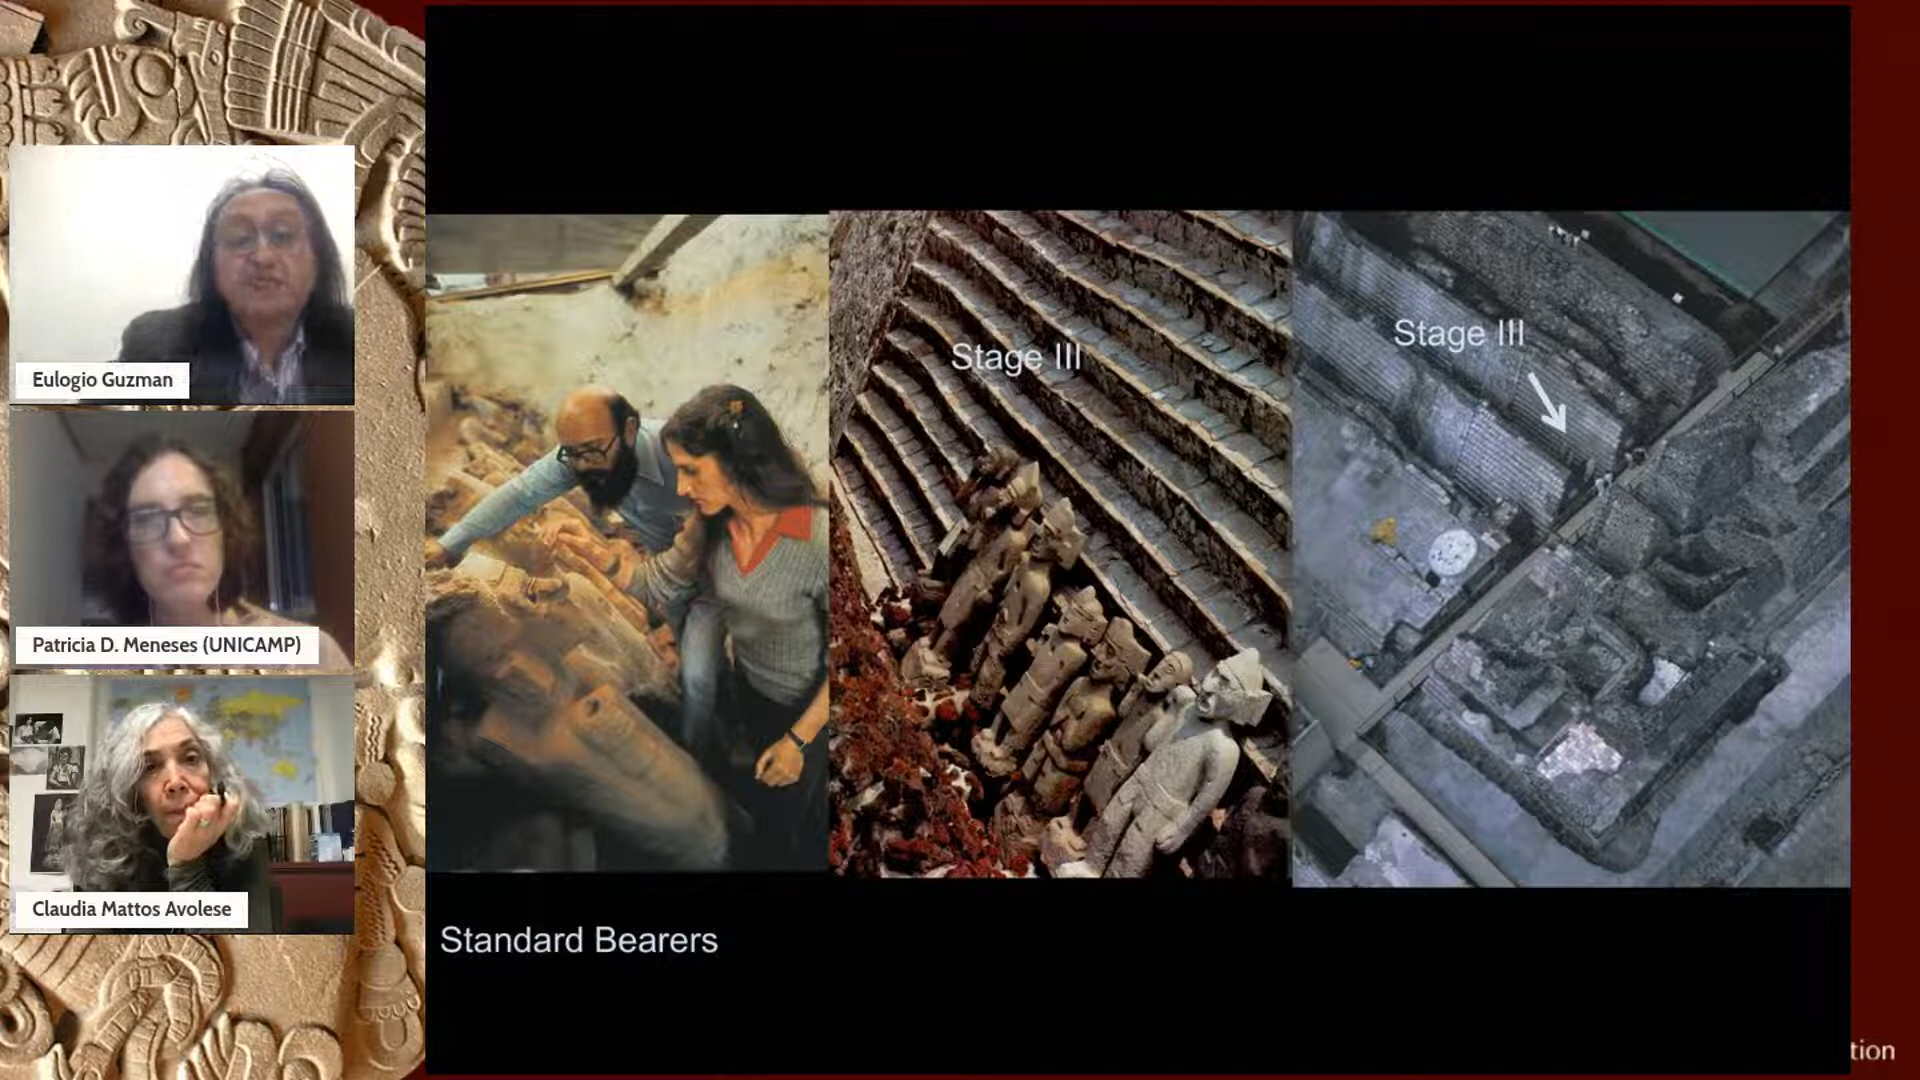 Eulogio Guzman
Patricia D. Meneses (UNICAMP)
Claudia Mattos Avolese
Stage III
Stage III
Standard Bearers
tion